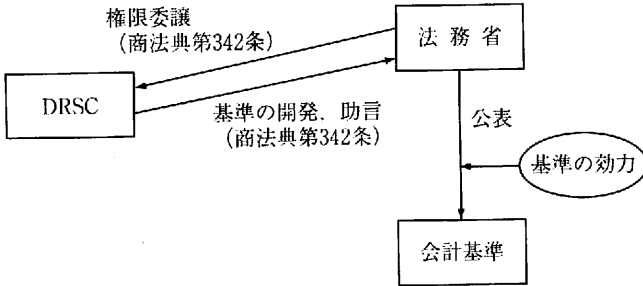 権限委譲
（商法典第342条）
法務省
DRSC
基準の開発、助言
（商法典第342条）
公表
基準の効力
会計基準